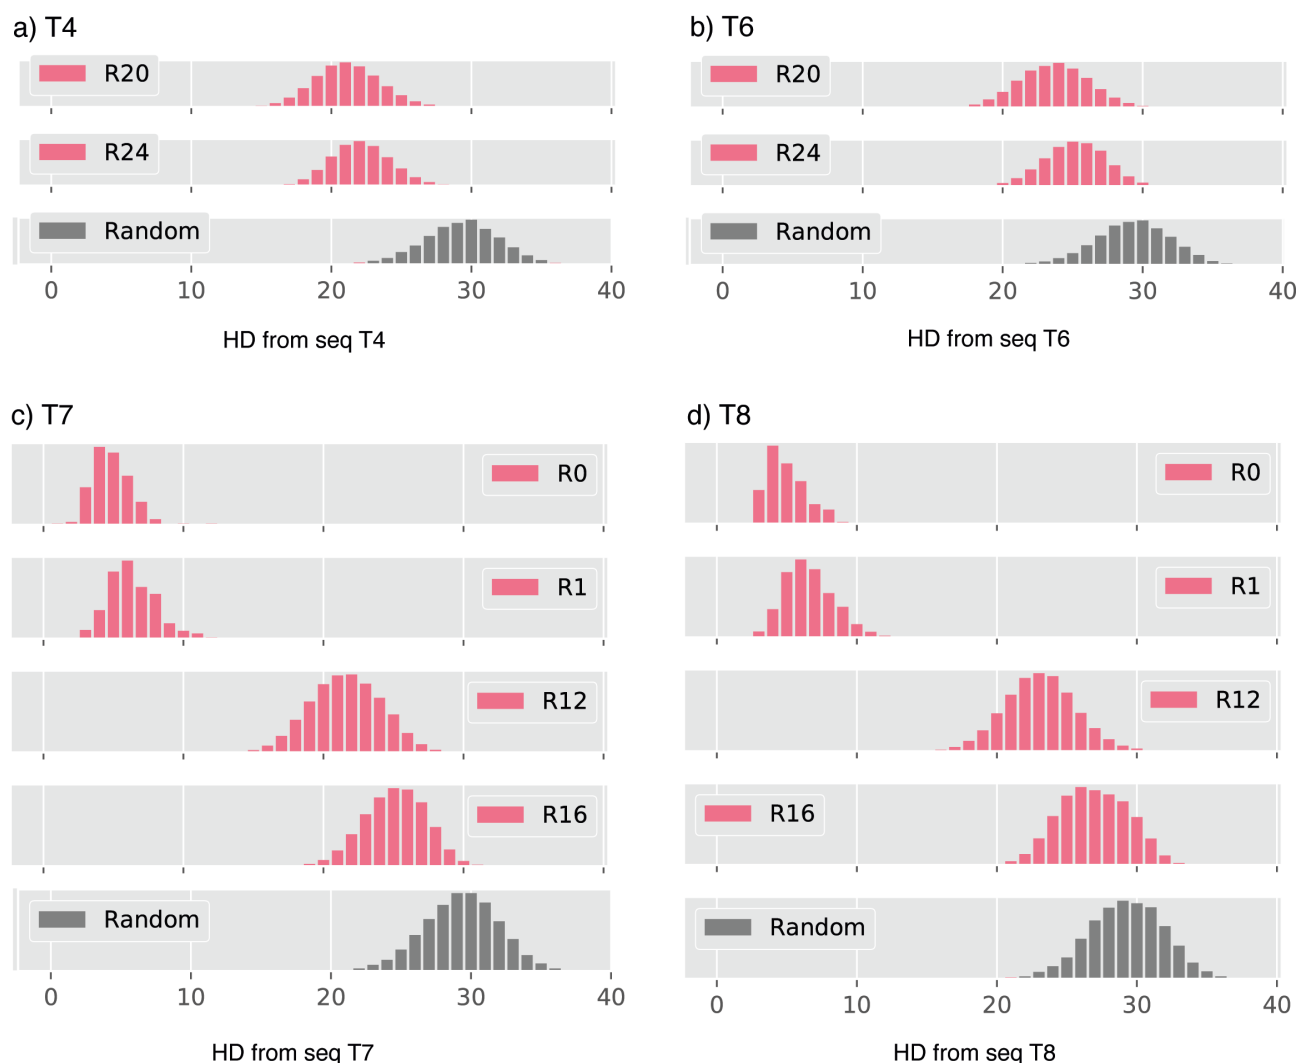 a) T4
R20
R24
Random
0 10 20 30 40
HD from seq T4
b) T6
R20
R24
Random
0 10 20 30 40
HD from seq T6
c) T7
R0
R1
R12
R16
Random
0 10 20 30 40
HD from seq T7
d) T8
R0
R1
R12
R16
Random
0 10 20 30 40
HD from seq T8